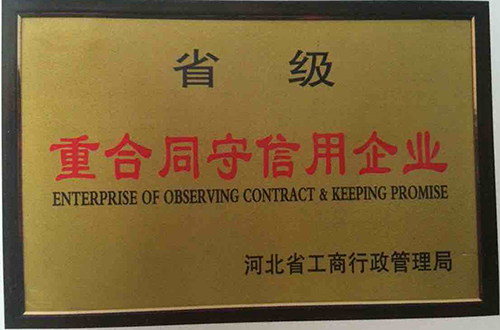 省 级
重合同守信用企业
ENTERPRISE OF OBSERVING CONTRACT & KEEPING PROMISE
河北省工商行政管理局